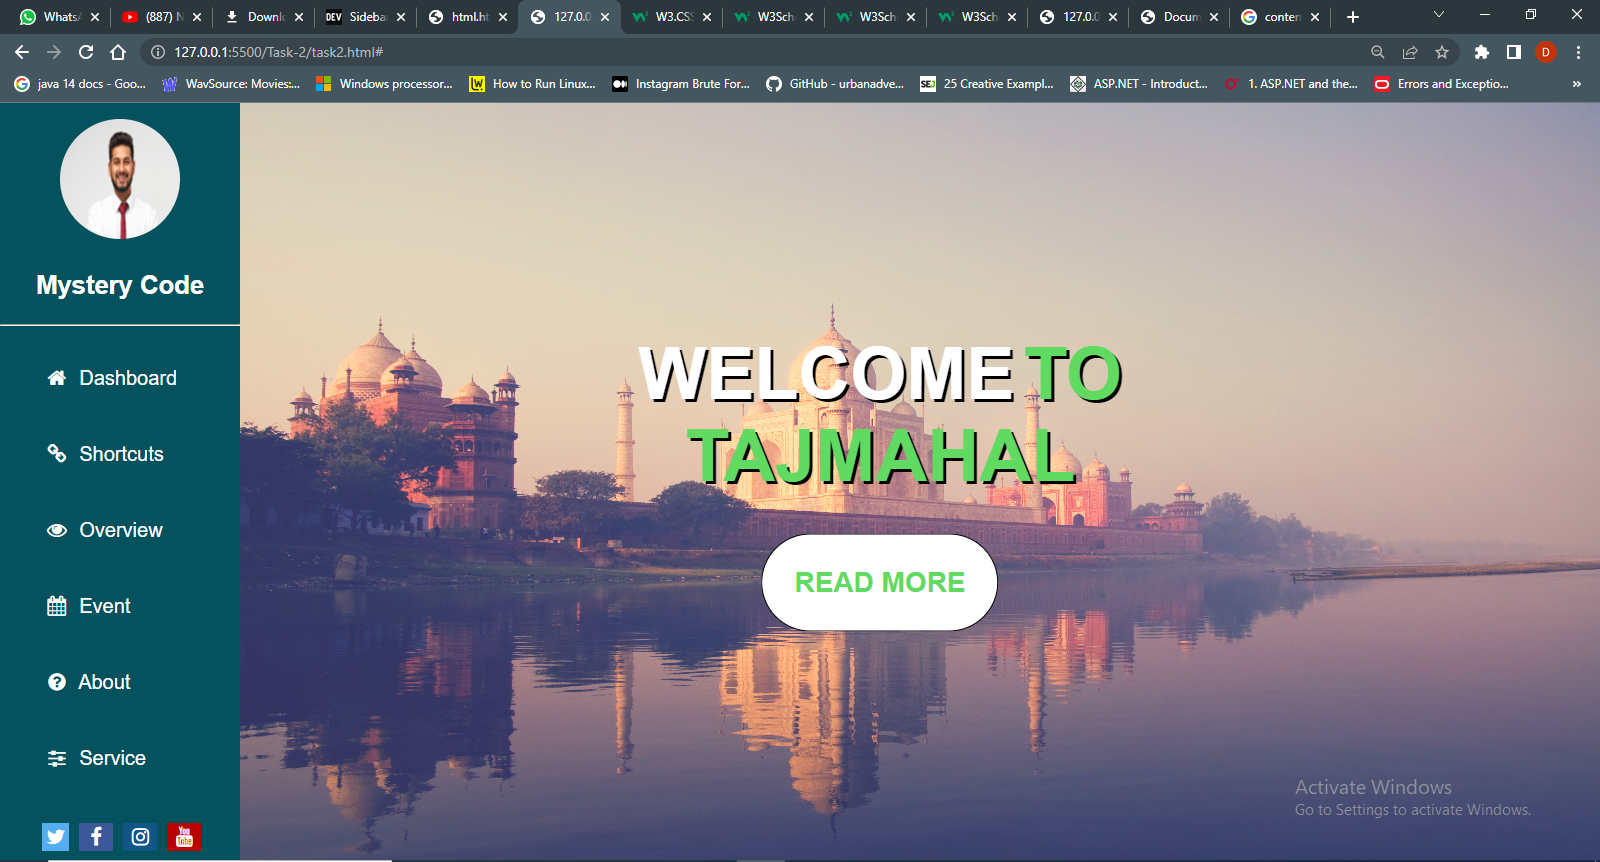 WhatsA
(887) N
Downlo
DEV Sideba
html.ht
127.0.0
W3.CSS
W3Sch
W3Sch
W3Sch
127.0.0
Docum
conten
127.0.0.1:5500/Task-2/task2.html#
D
java 14 docs - Goo...
WavSource: Movies:...
Windows processor...
LW How to Run Linux...
Instagram Brute For...
GitHub - urbanadve...
SEJ 25 Creative Exampl...
ASP.NET - Introduct...
1. ASP.NET and the...
Errors and Exceptio...
»
Mystery Code
Dashboard
Shortcuts
Overview
Event
About
Service
You Tube
WELCOME TO
TAJMAHAL
READ MORE
Activate Windows
Go to Settings to activate Windows.